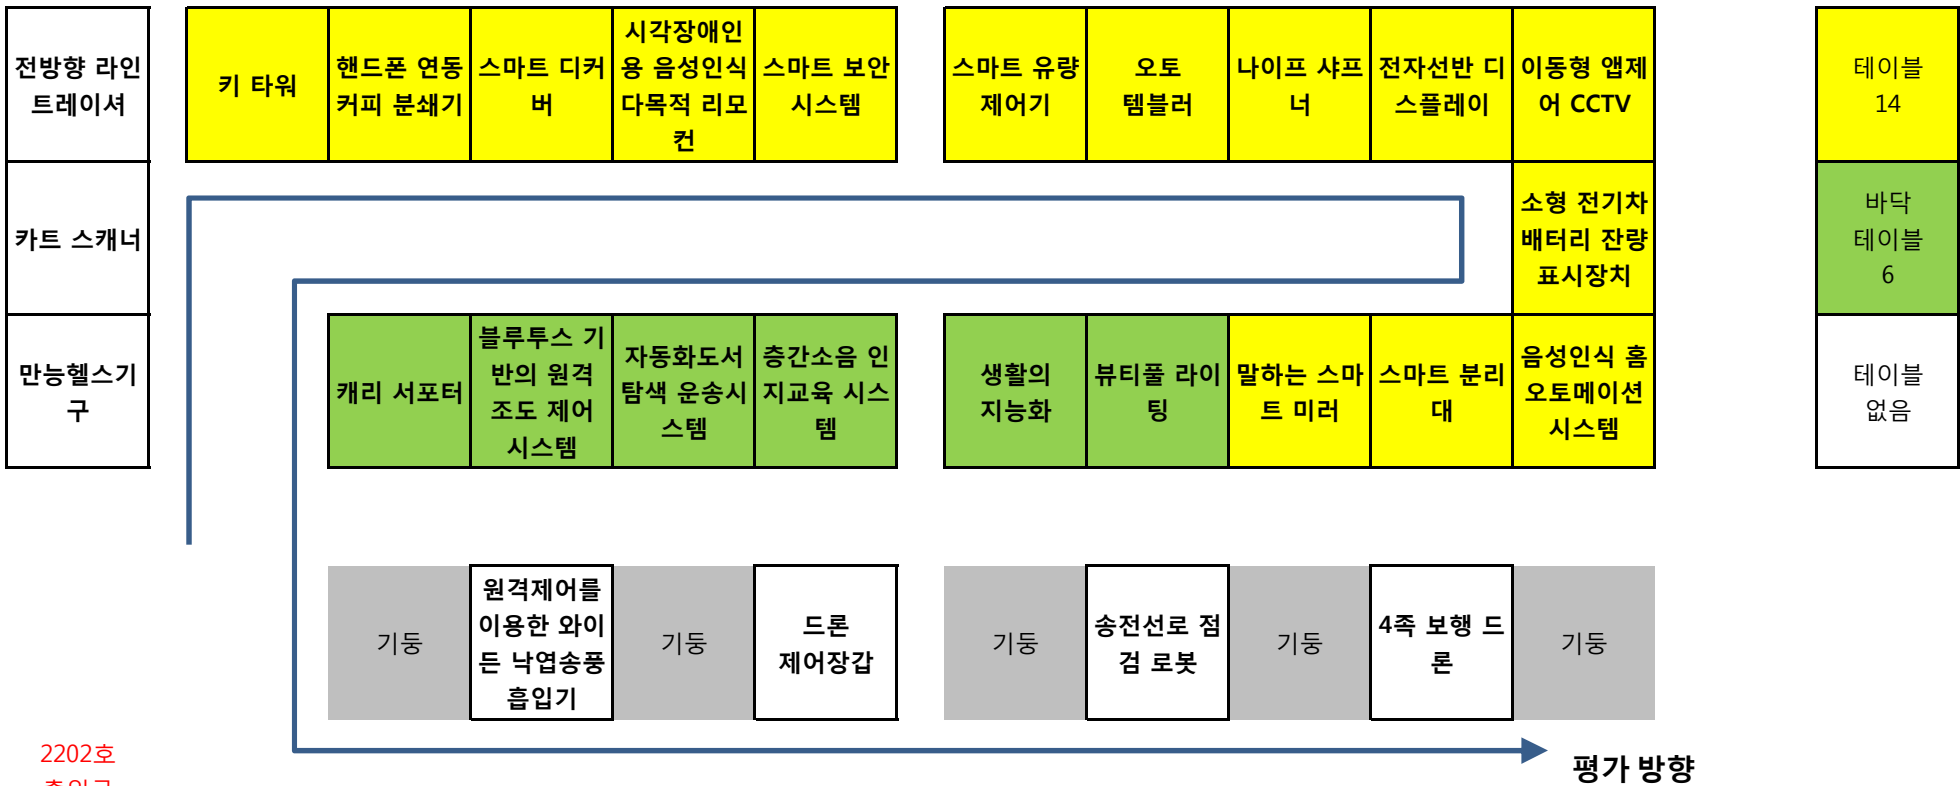 전방향 라인
트레이셔
키 타워
핸드폰 연동
커피 분쇄기
스마트 디커
버
시각장애인
용 음성인식
다목적 리모
컨
스마트 보안
시스템
스마트 유량
제어기
오토
템블러
나이프 샤프
너
전자선반 디
스플레이
이동형 앱제
어 CCTV
테이블
14
카트 스캐너
소형 전기차
배터리 잔량
표시장치
바닥
테이블
6
만능헬스기
구
캐리 서포터
블루투스 기
반의 원격
조도 제어
시스템
자동화도서
탐색 운송시
스템
층간소음 인
지교육 시스
템
생활의
지능화
뷰티풀 라이
팅
말하는 스마
트 미러
스마트 분리
대
음성인식 홈
오토메이션
시스템
테이블
없음
기둥
원격제어를
이용한 와이
든 낙엽송풍
흡입기
기둥
드론
제어장갑
기둥
송전선로 점
검 로봇
기둥
4족 보행 드
론
기둥
2202호
평가 방향